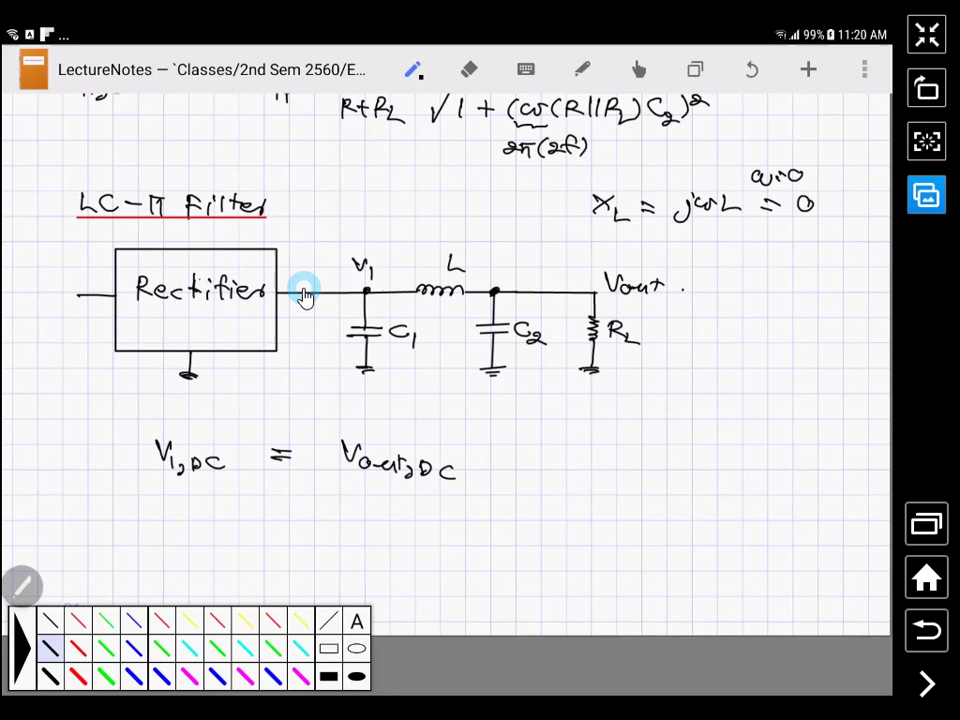 99% 11:20 AM
LectureNotes — `Classes/2nd Sem 2560/E...
R+RL √1 + (ω(R||RL)C2)²
2π(2f)
LC-π Filter
ω=0
XL = jωL = 0
Rectifier
V1
L
Vout
C1
C2
RL
V1,DC = Vout,DC
A